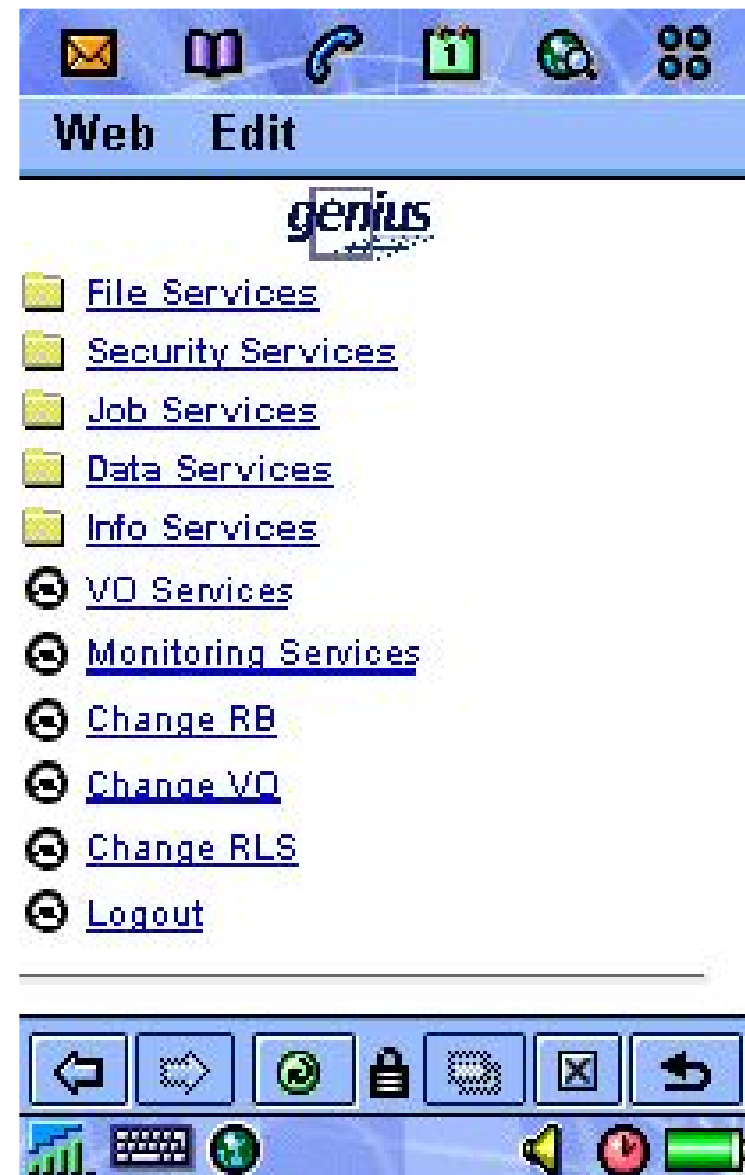 1
Web Edit
genius
File Services
Security Services
Job Services
Data Services
Info Services
VO Services
Monitoring Services
Change RB
Change VO
Change RLS
Logout